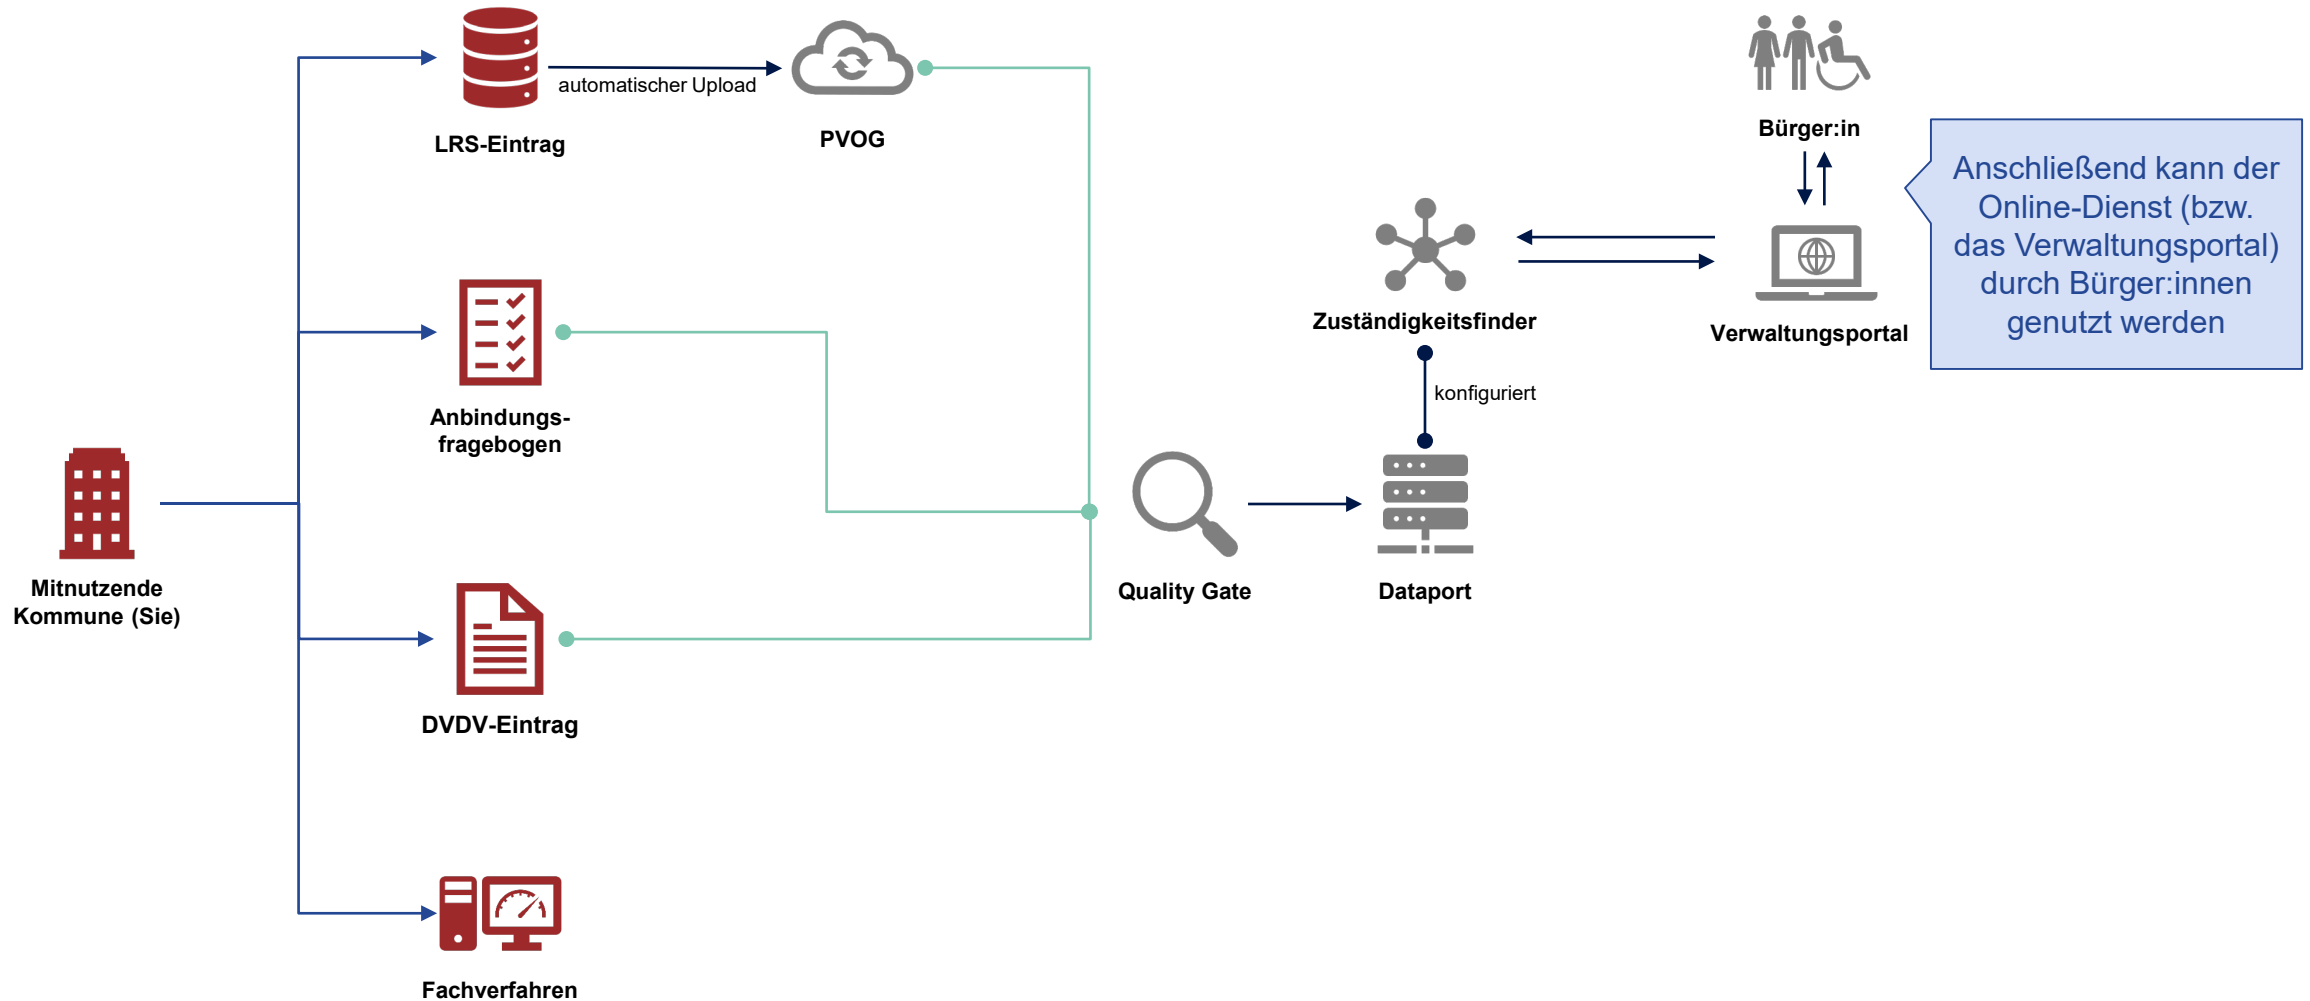 automatischer Upload
LRS-Eintrag
PVOG
Bürger:in
Anschließend kann der
Online-Dienst (bzw.
das Verwaltungsportal)
durch Bürger:innen
genutzt werden
Zuständigkeitsfinder
Verwaltungsportal
konfiguriert
Anbindungs-
fragebogen
Mitnutzende
Kommune (Sie)
Quality Gate
Dataport
DVDV-Eintrag
Fachverfahren